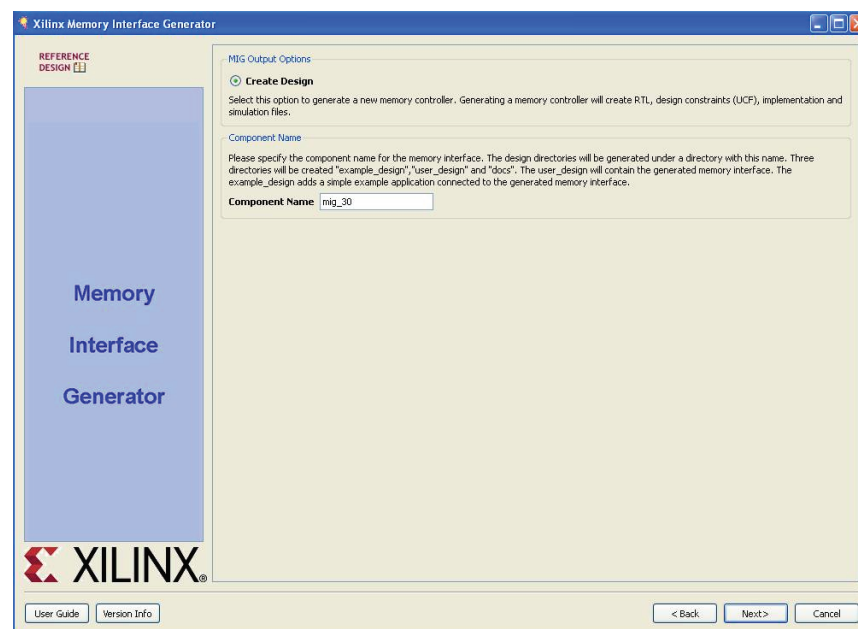 Xilinx Memory Interface Generator
REFERENCE
DESIGN
MIG Output Options
Create Design
Select this option to generate a new memory controller. Generating a memory controller will create RTL, design constraints (UCF), implementation and
simulation files.
Component Name
Please specify the component name for the memory interface. The design directories will be generated under a directory with this name. Three
directories will be created "example_design","user_design" and "docs". The user_design will contain the generated memory interface. The
example_design adds a simple example application connected to the generated memory interface.
Component Name mig_30
Memory
Interface
Generator
XILINX®
User Guide Version Info < Back Next> Cancel